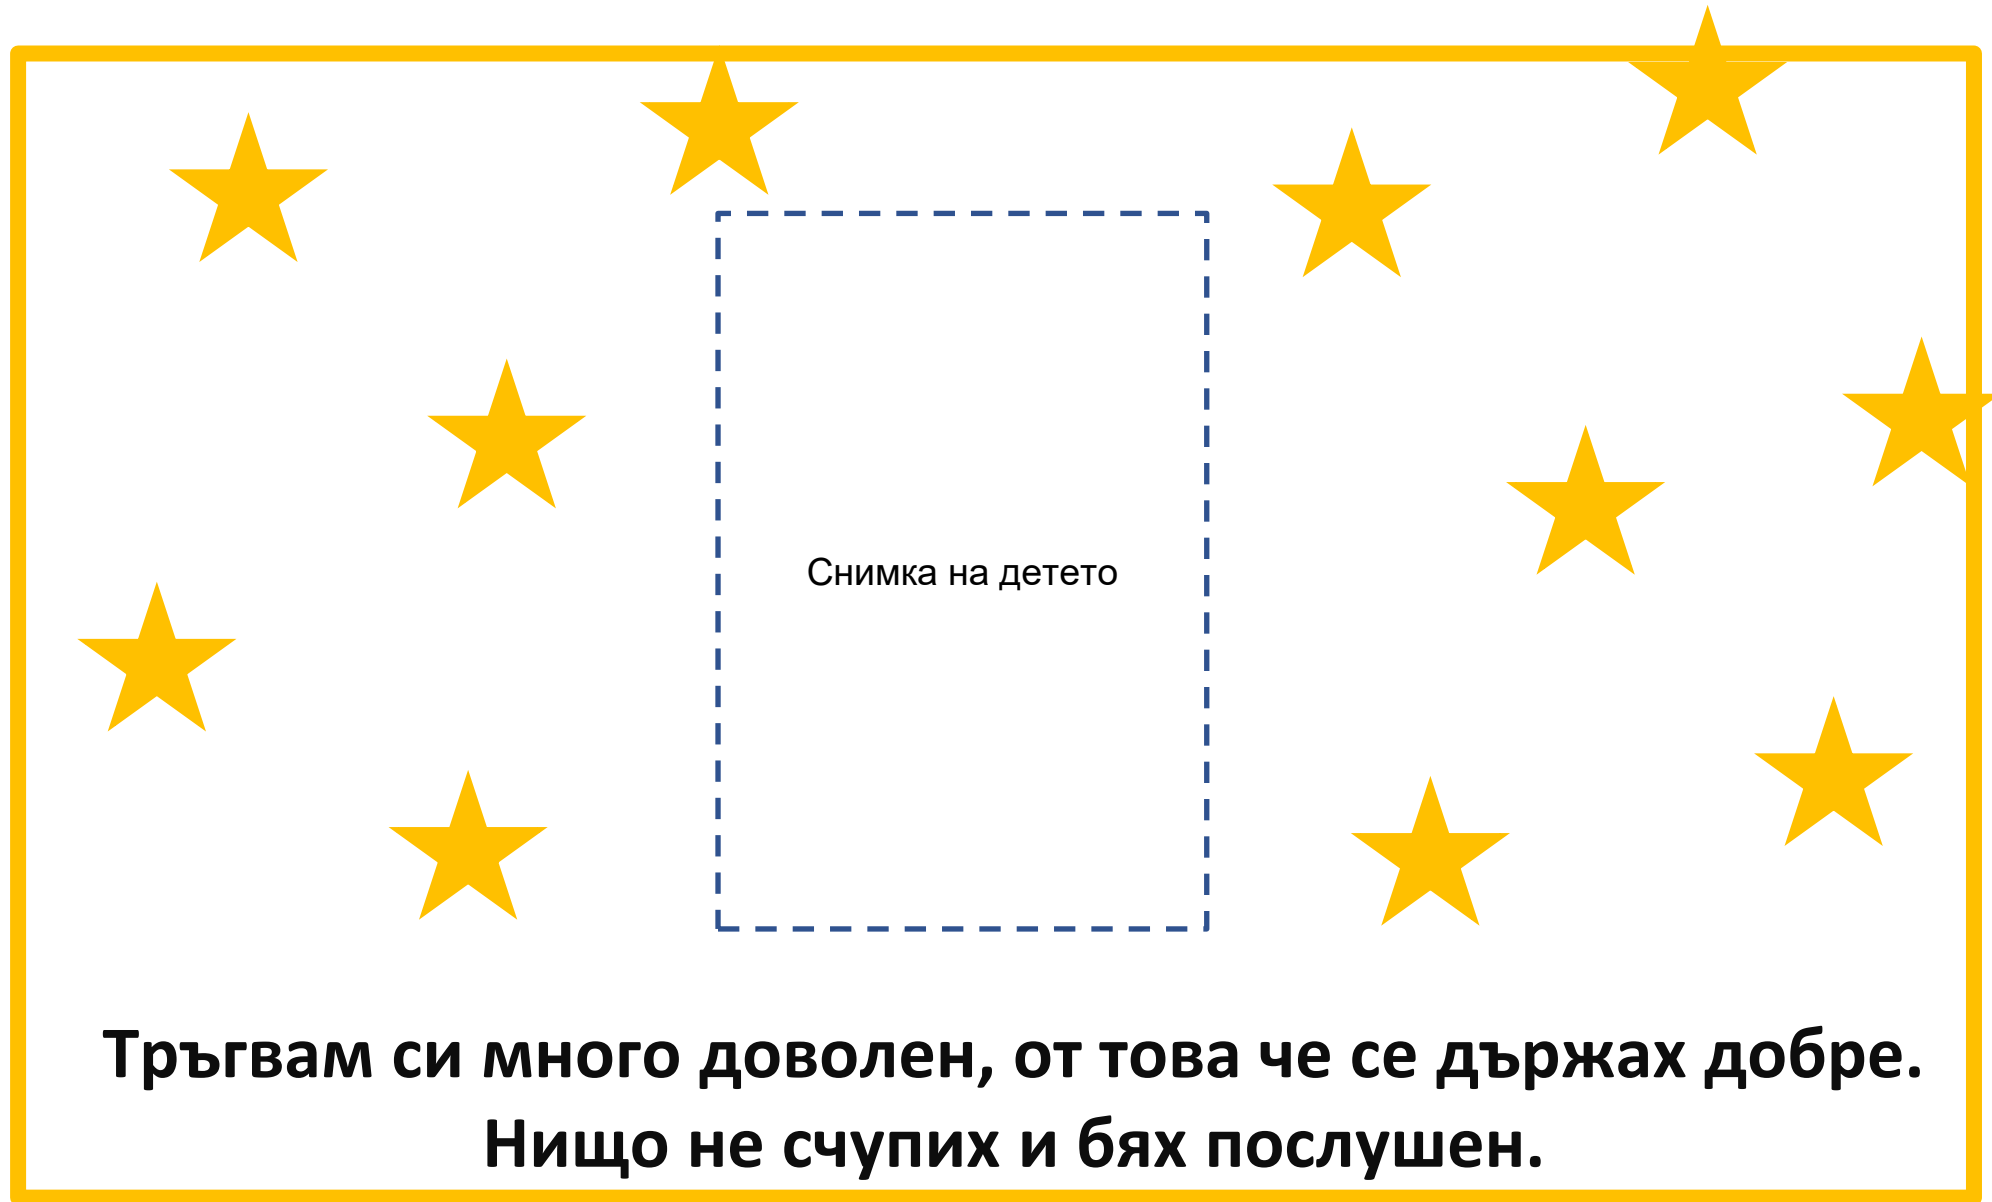 Снимка на детето
Тръгвам си много доволен, от това че се държах добре.
Нищо не счупих и бях послушен.